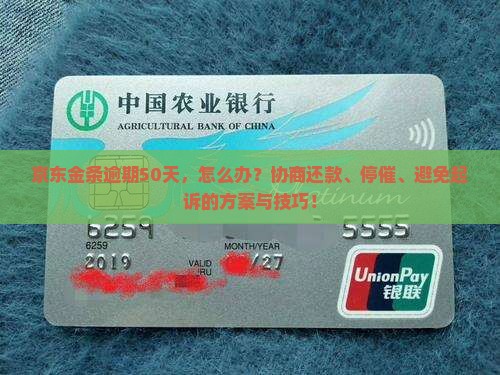 中国农业银行
AGRICULTURAL BANK OF CHINA
京东金条逾期50天，怎么办？协商还款、停催、避免起
诉的方案与技巧！
6259 5555
6259
MONTH/YEAR
2019
VALID
THRU
/27
UnionPay
银联